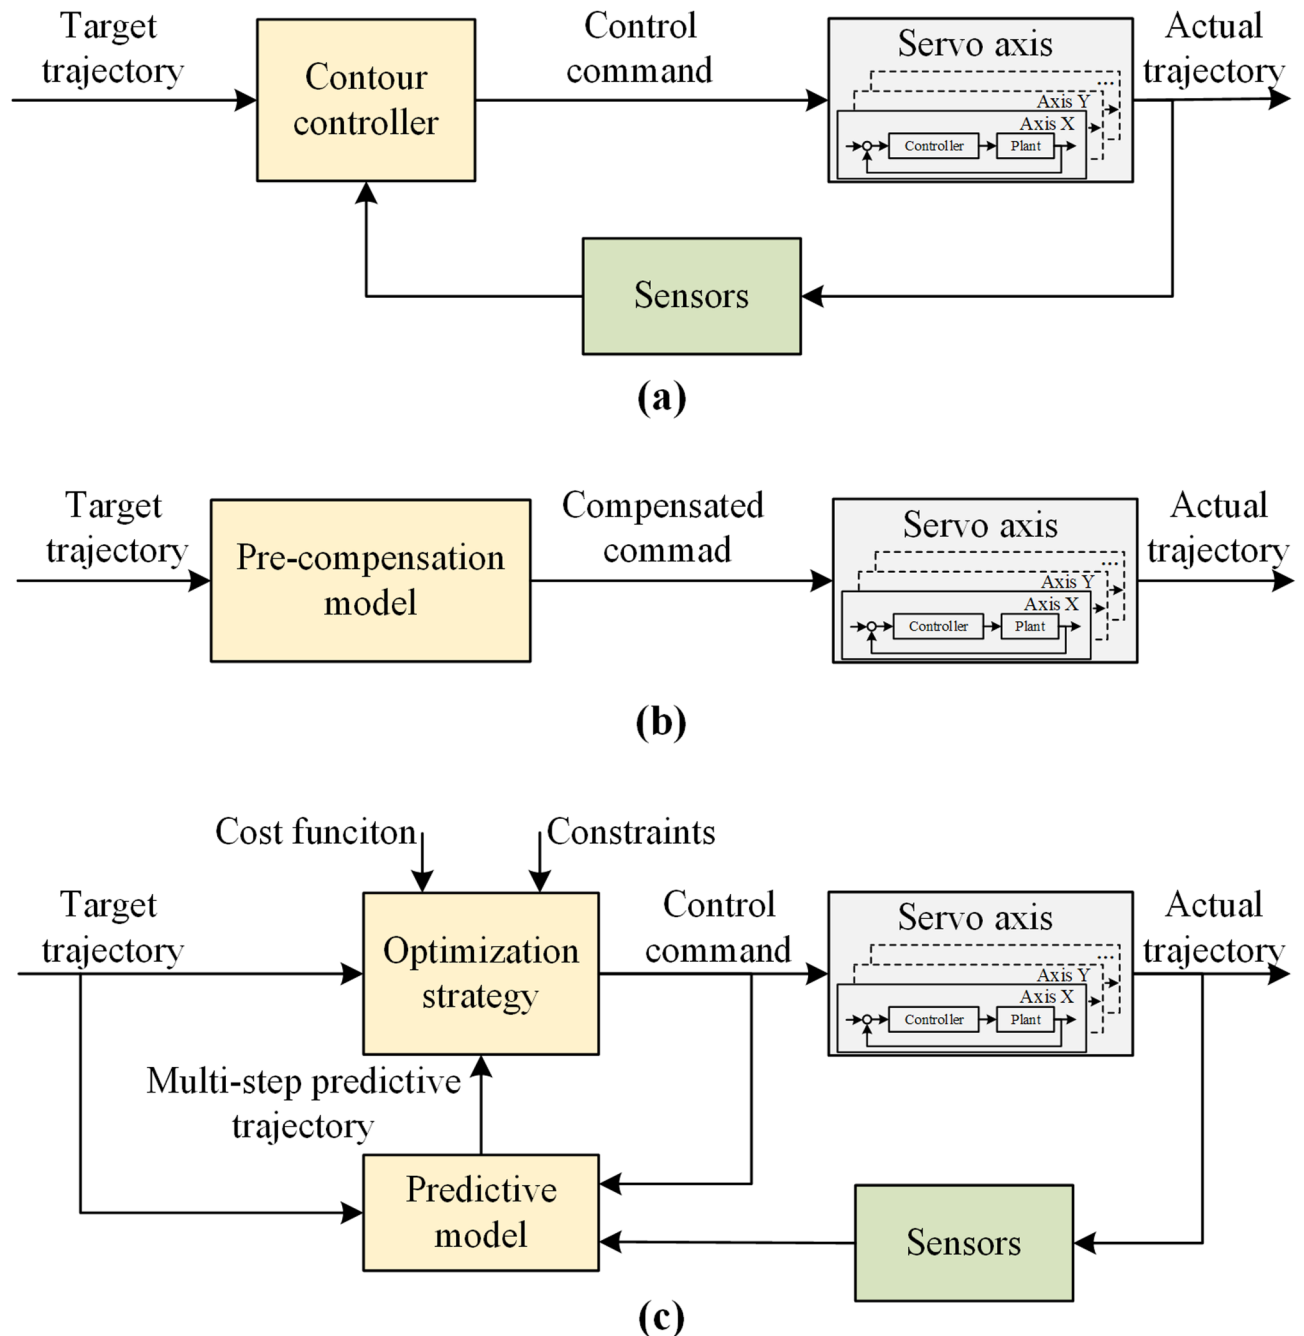 Target
trajectory
Contour
controller
Control
command
Servo axis
...
Axis Y
Axis X
Controller
Plant
Actual
trajectory
Sensors
(a)
Target
trajectory
Pre-compensation
model
Compensated
commad
Servo axis
...
Axis Y
Axis X
Controller
Plant
Actual
trajectory
(b)
Cost funciton
Constraints
Target
trajectory
Optimization
strategy
Control
command
Servo axis
...
Axis Y
Axis X
Controller
Plant
Actual
trajectory
Multi-step predictive
trajectory
Predictive
model
Sensors
(c)